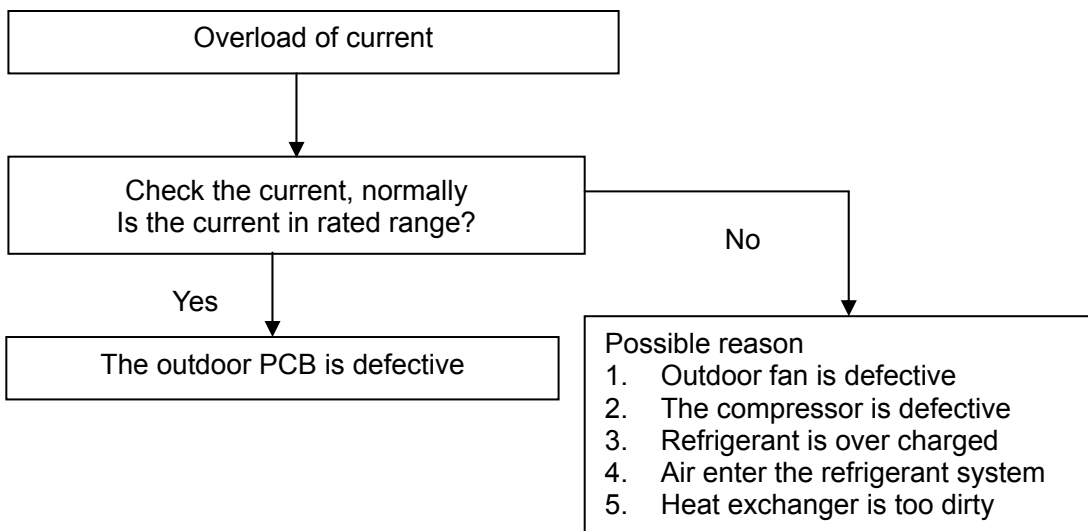 Overload of current
Check the current, normally
Is the current in rated range?
No
Yes
The outdoor PCB is defective
Possible reason
1. Outdoor fan is defective
2. The compressor is defective
3. Refrigerant is over charged
4. Air enter the refrigerant system
5. Heat exchanger is too dirty